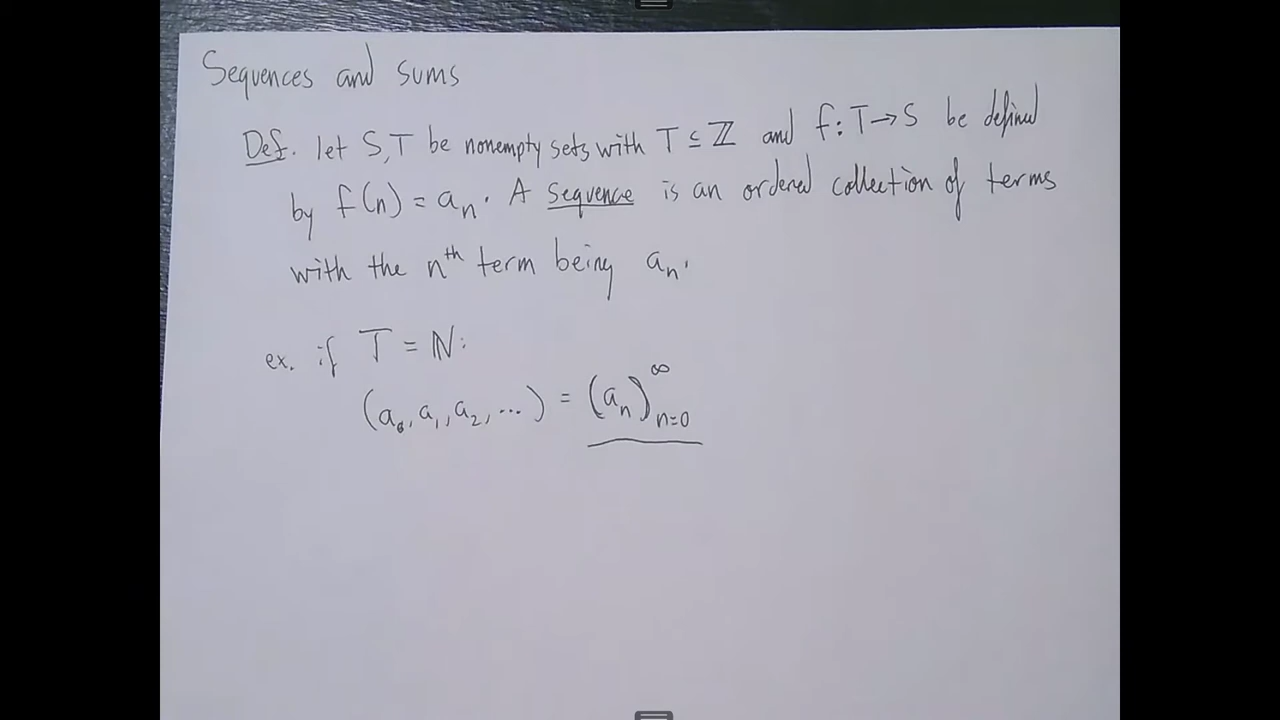 Sequences and sums
Def. let S,T be nonempty sets with T ⊆ ℤ and f:T→S be defined
by f(n) = aₙ. A sequence is an ordered collection of terms
with the nᵗʰ term being aₙ.
ex. if T = ℕ:
(a₀, a₁, a₂, ...) = (aₙ)_{n=0}^∞